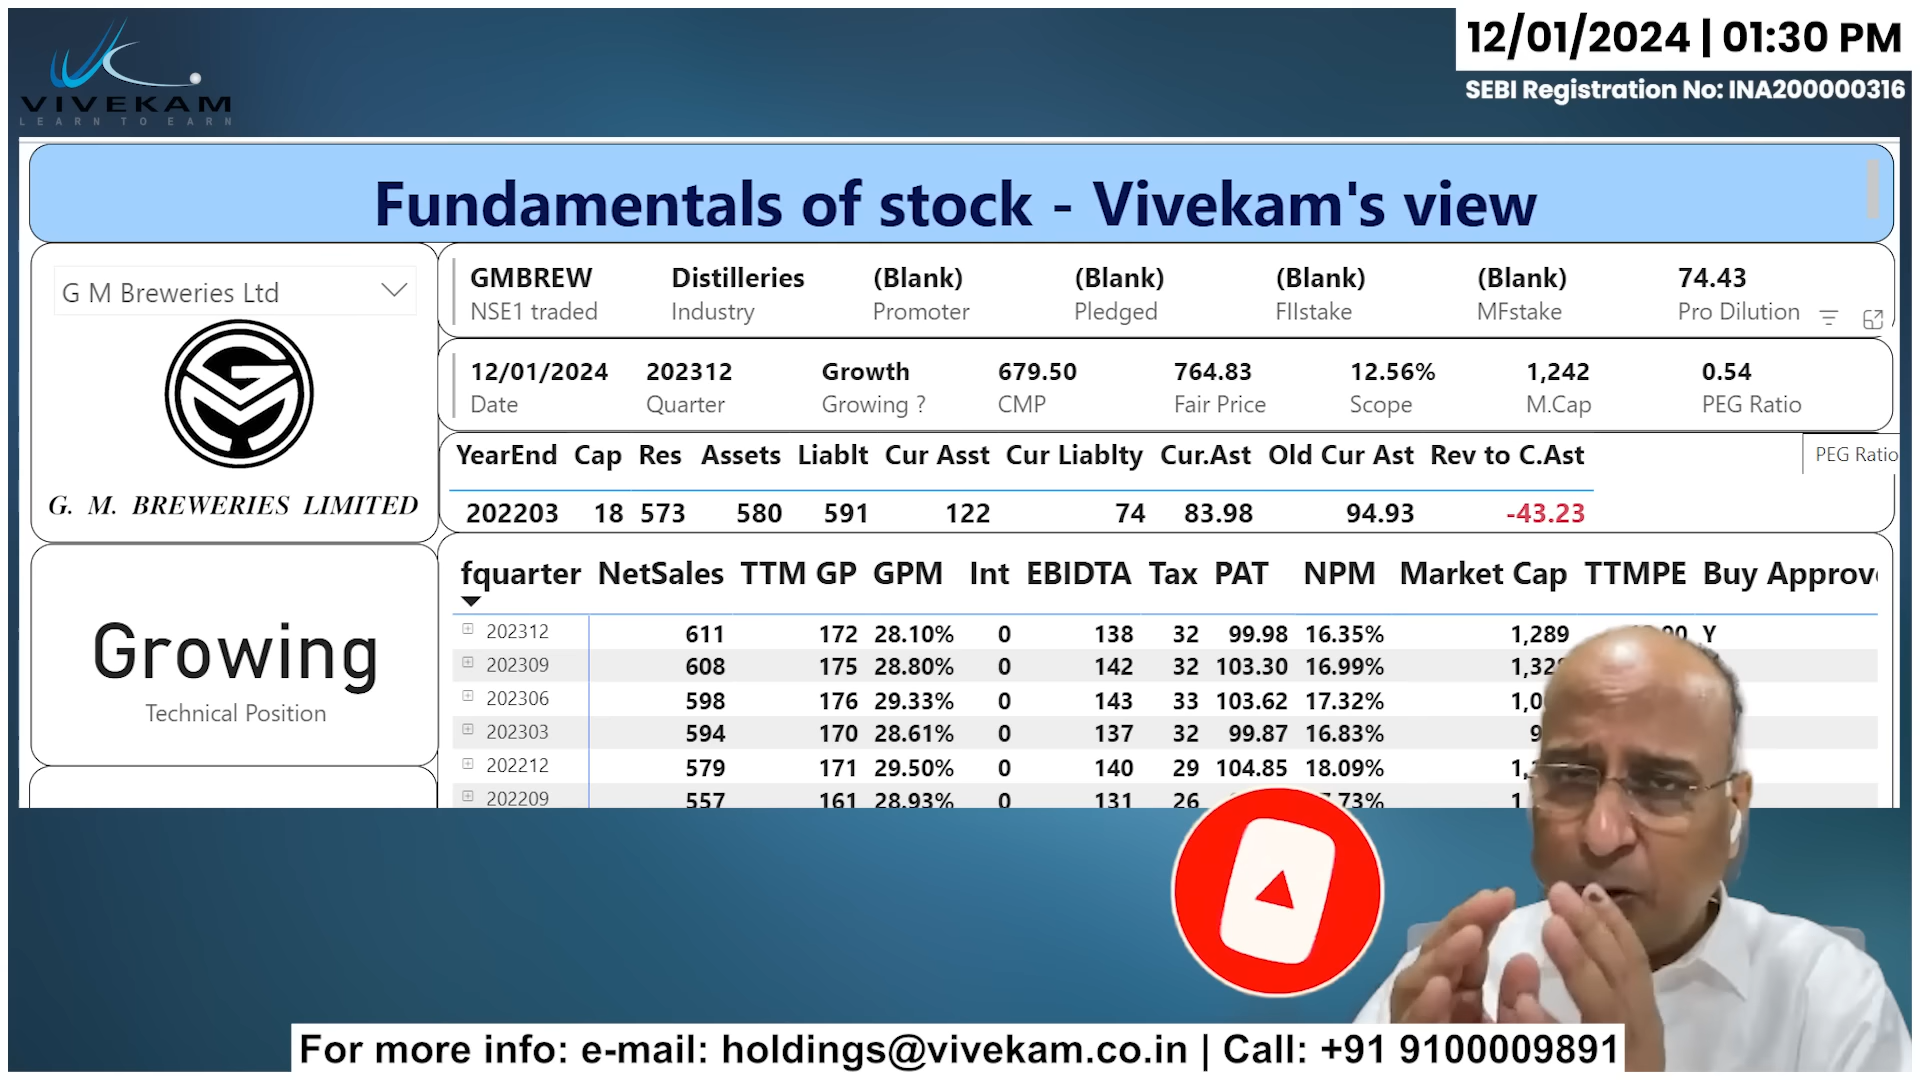 VIVEKAM
LEARN TO EARN
12/01/2024 | 01:30 PM
SEBI Registration No: INA200000316
Fundamentals of stock - Vivekam's view
G M Breweries Ltd
G. M. BREWERIES LIMITED
GMBREW Distilleries (Blank) (Blank) (Blank) (Blank) 74.43
NSE1 traded Industry Promoter Pledged FIIstake MFstake Pro Dilution
12/01/2024 202312 Growth 679.50 764.83 12.56% 1,242 0.54
Date Quarter Growing ? CMP Fair Price Scope M.Cap PEG Ratio
YearEnd Cap Res Assets Liablt Cur Asst Cur Liablty Cur.Ast Old Cur Ast Rev to C.Ast
PEG Ratio
202203 18 573 580 591 122 74 83.98 94.93 -43.23
Growing
Technical Position
fquarter NetSales TTM GP GPM Int EBIDTA Tax PAT NPM Market Cap TTMPE Buy Approv
202312 611 172 28.10% 0 138 32 99.98 16.35% 1,289 Y
202309 608 175 28.80% 0 142 32 103.30 16.99%
202306 598 176 29.33% 0 143 33 103.62 17.32%
202303 594 170 28.61% 0 137 32 99.87 16.83%
202212 579 171 29.50% 0 140 29 104.85 18.09%
202209 557 161 28.93% 0 131 26
For more info: e-mail: holdings@vivekam.co.in | Call: +91 9100009891